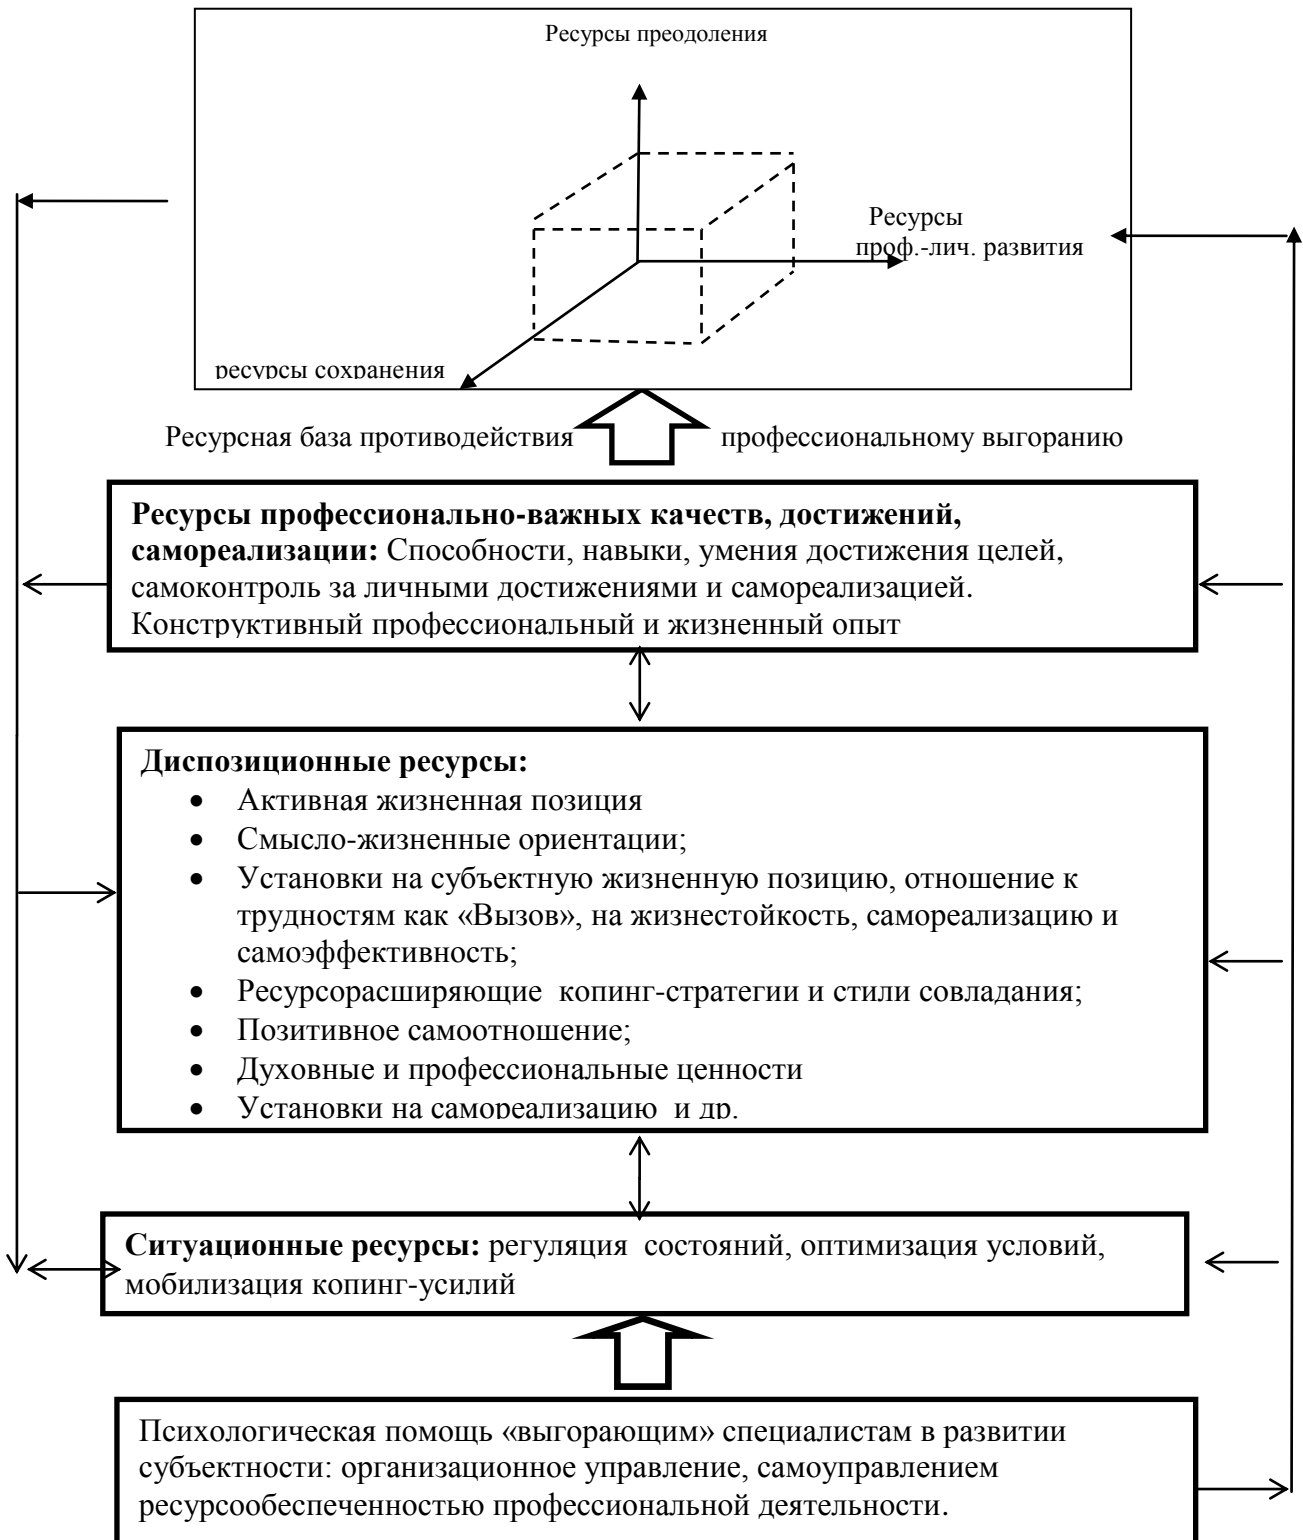 Ресурсы преодоления
Ресурсы
проф.-лич. развития
ресурсы сохранения
Ресурсная база противодействия профессиональному выгоранию
Ресурсы профессионально-важных качеств, достижений,
самореализации: Способности, навыки, умения достижения целей,
самоконтроль за личными достижениями и самореализацией.
Конструктивный профессиональный и жизненный опыт
Диспозиционные ресурсы:
• Активная жизненная позиция
• Смысло-жизненные ориентации;
• Установки на субъектную жизненную позицию, отношение к
трудностям как «Вызов», на жизнестойкость, самореализацию и
самоэффективность;
• Ресурсорасширяющие копинг-стратегии и стили совладания;
• Позитивное самоотношение;
• Духовные и профессиональные ценности
• Установки на самореализацию и др.
Ситуационные ресурсы: регуляция состояний, оптимизация условий,
мобилизация копинг-усилий
Психологическая помощь «выгорающим» специалистам в развитии
субъектности: организационное управление, самоуправлением
ресурсообеспеченностью профессиональной деятельности.